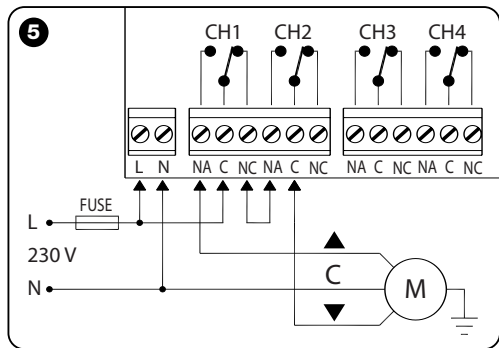 5
CH1 CH2 CH3 CH4
L N NA C NC NA C NC NA C NC NA C NC
L FUSE
230 V
C M
N